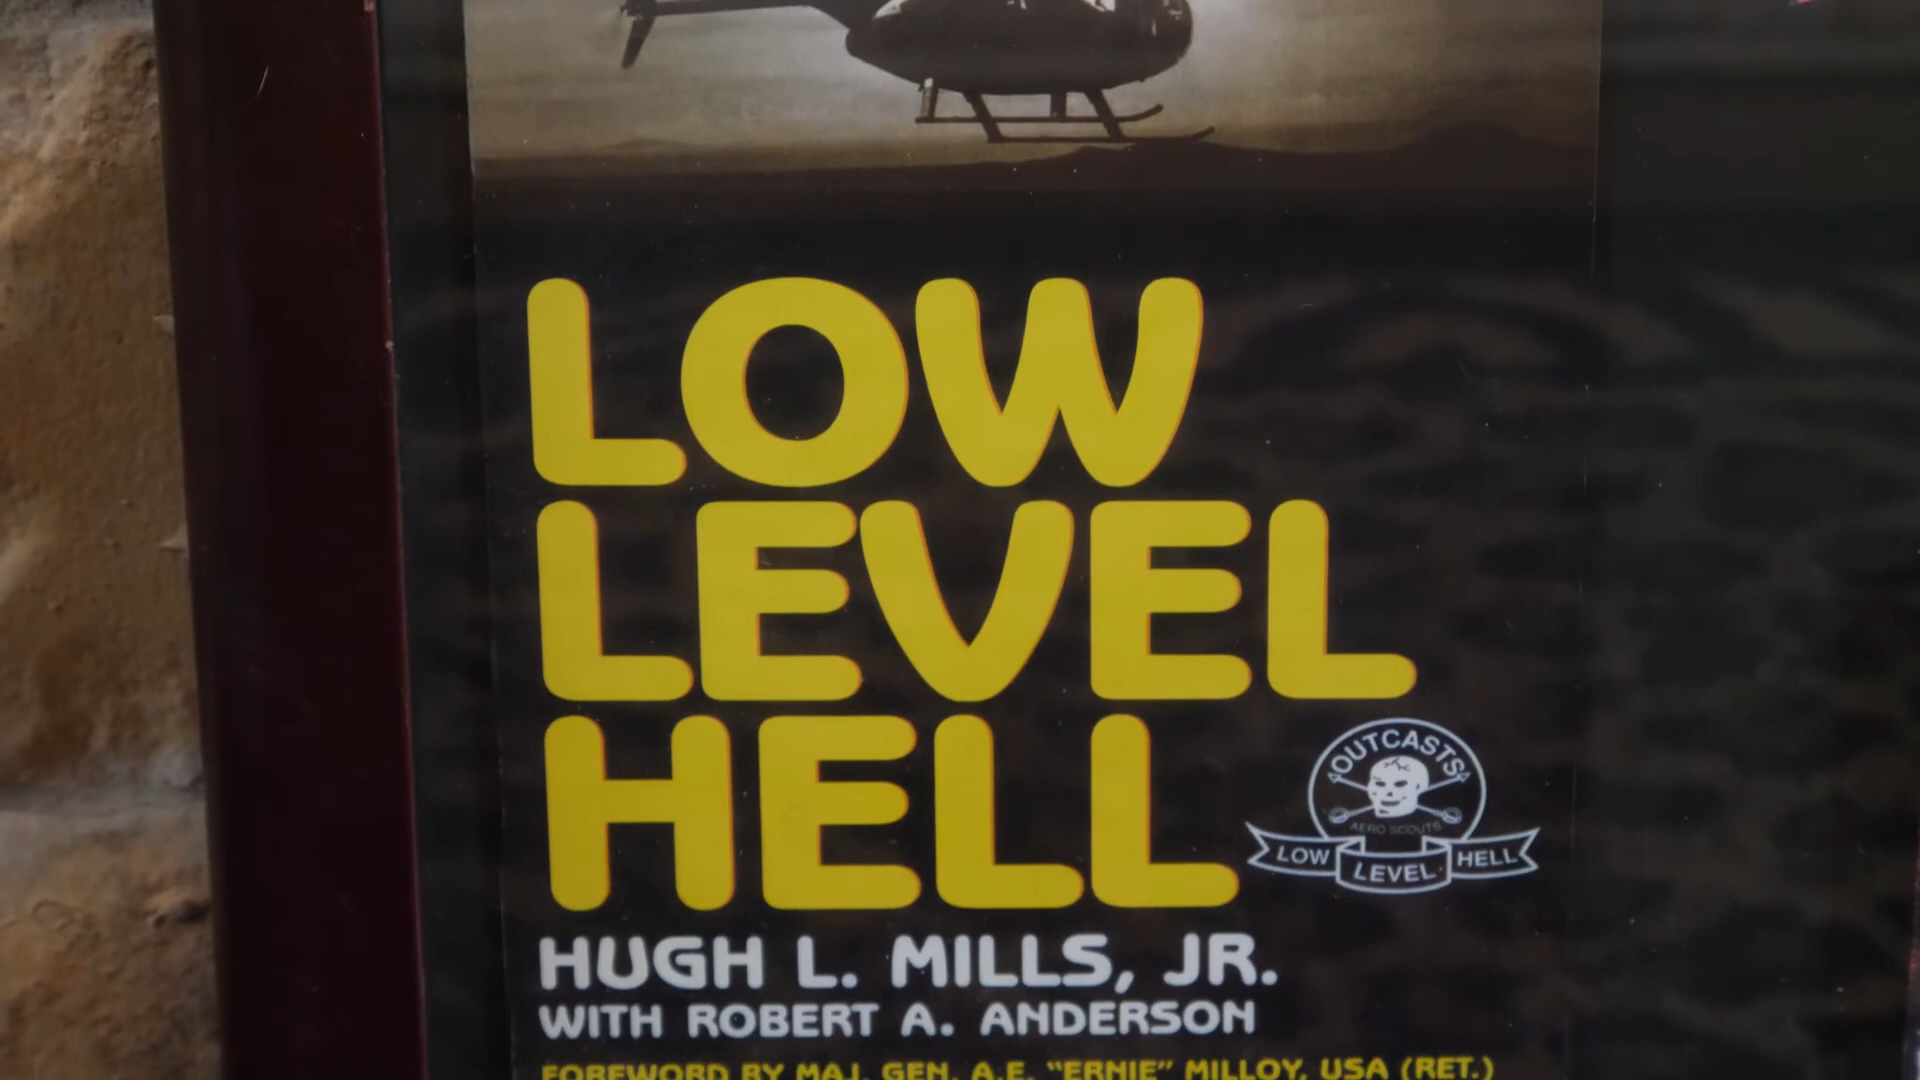 LOW
LEVEL
HELL
OUTCASTS
AERO SCOUTS
LOW LEVEL HELL
HUGH L. MILLS, JR.
WITH ROBERT A. ANDERSON
FOREWORD BY MAJ. GEN. A.E. “ERNIE” MILLOY, USA (RET.)